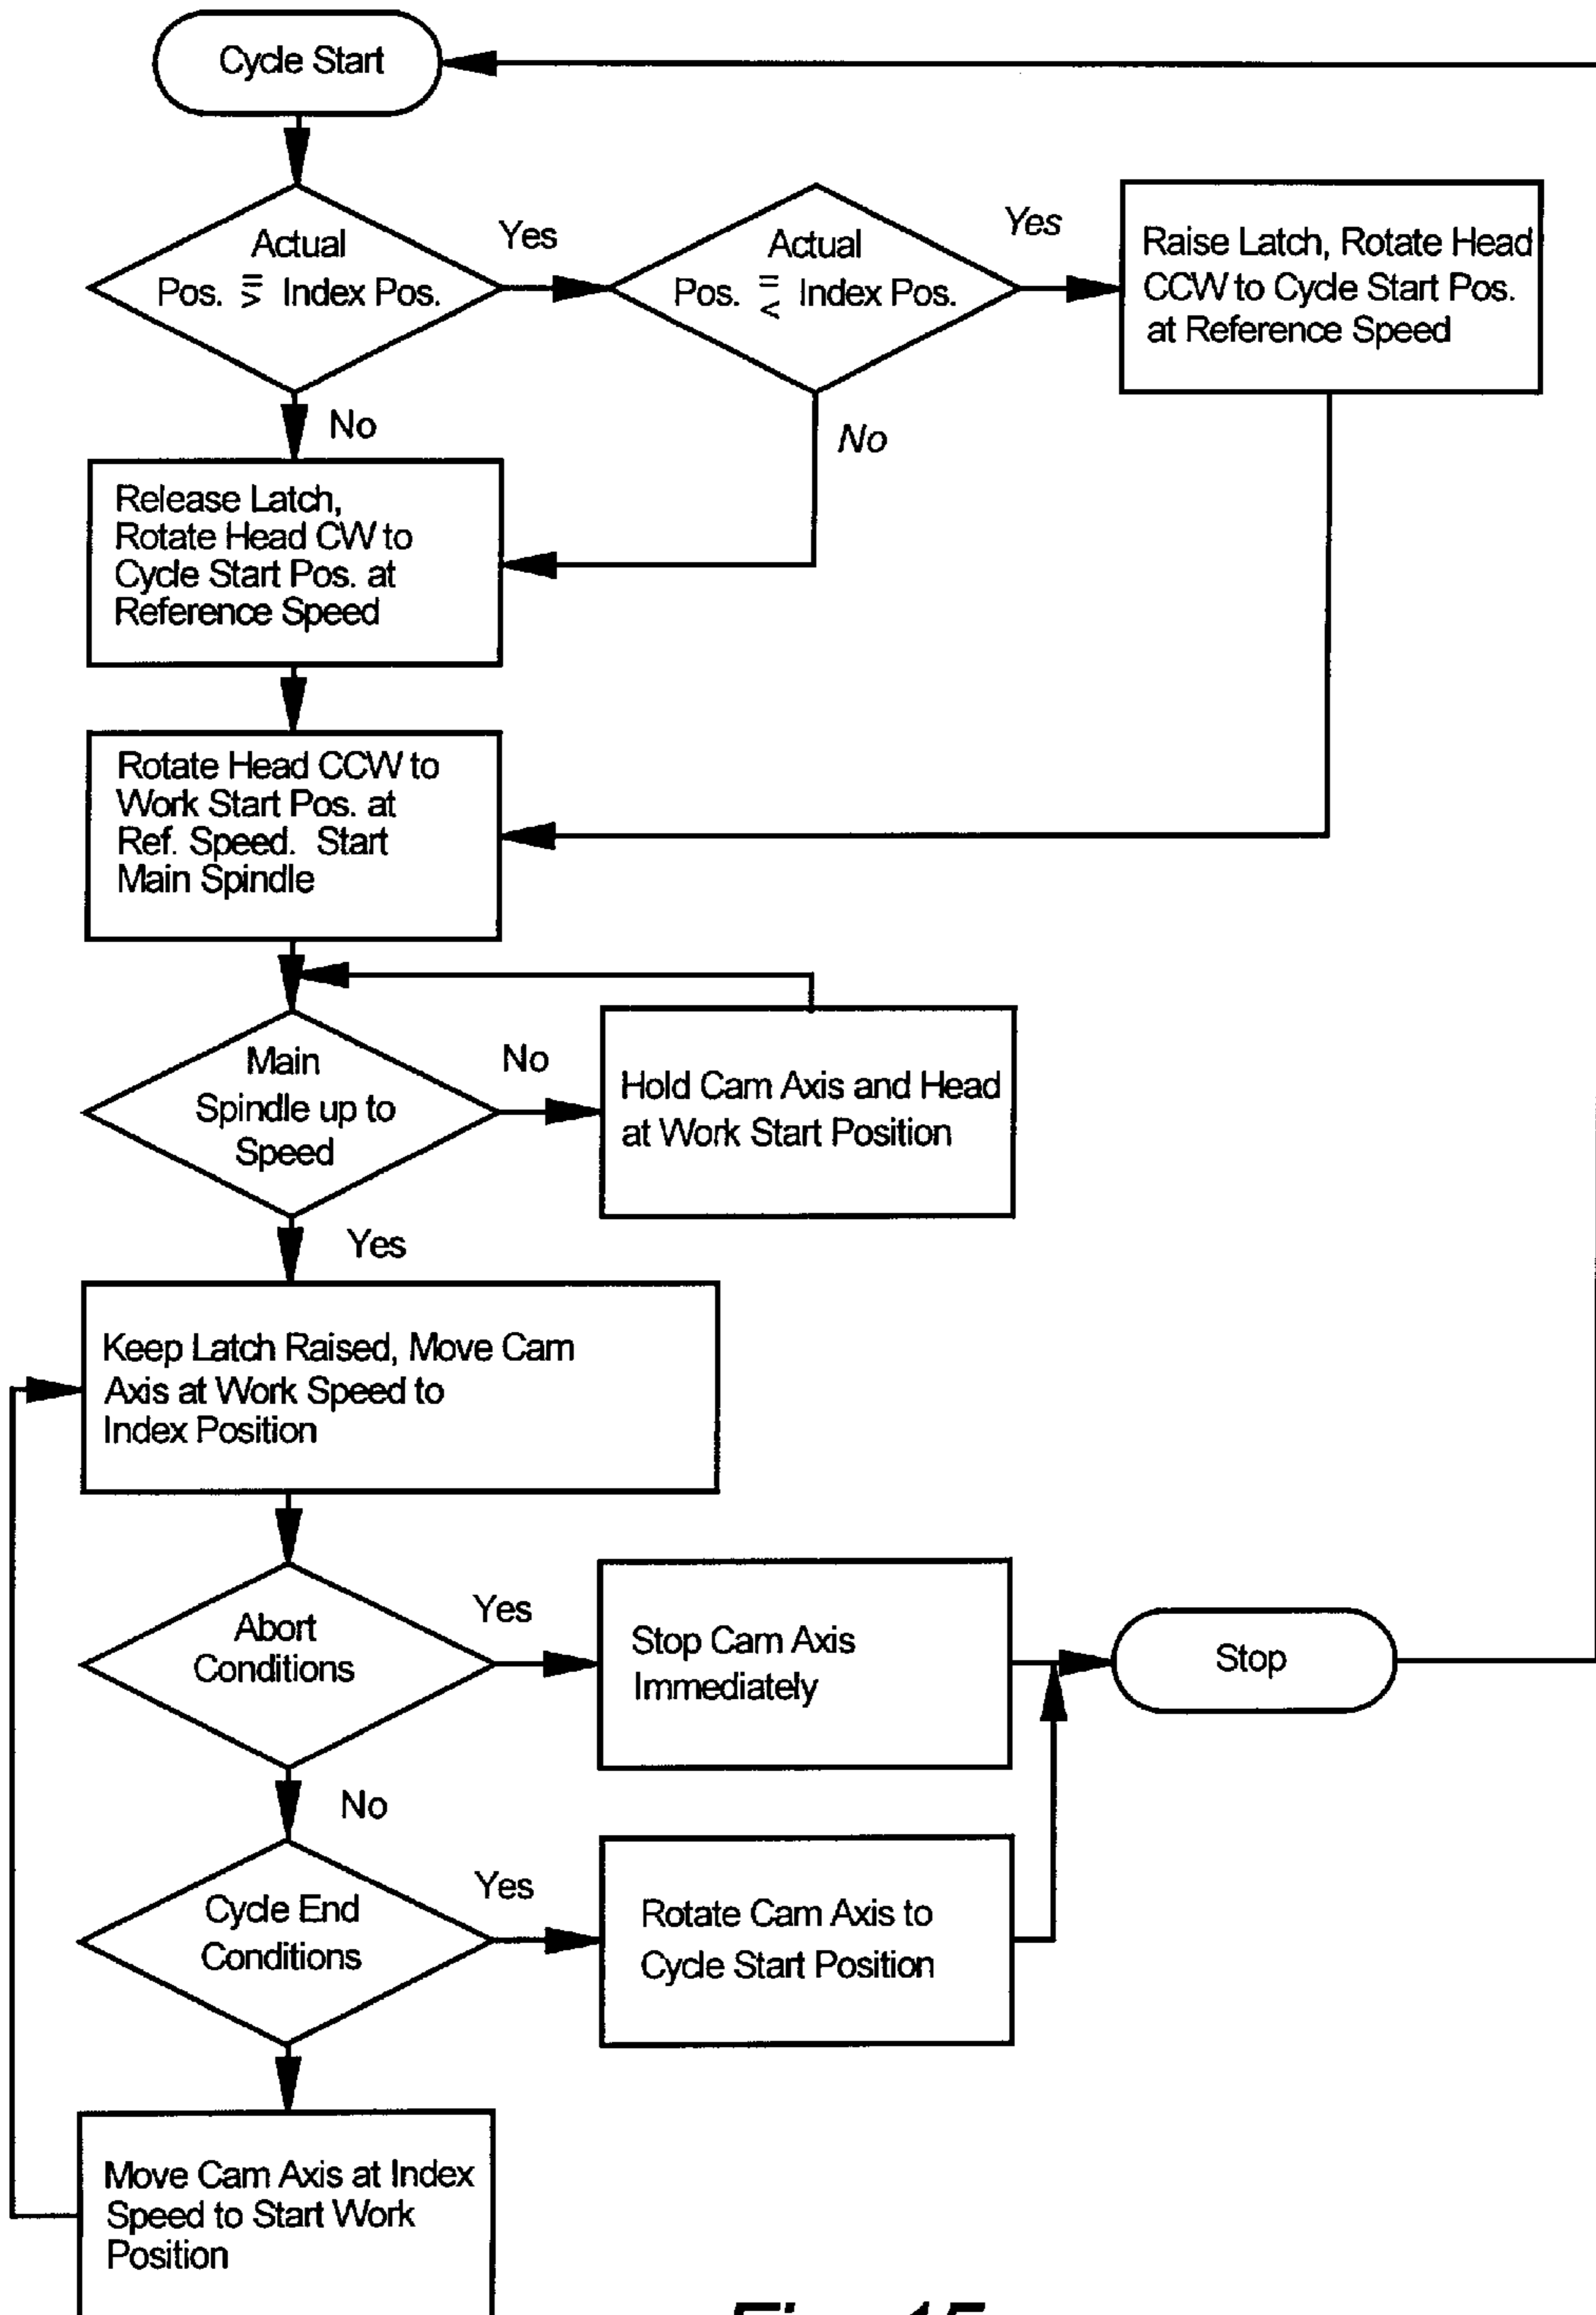 Cycle Start
Actual
Pos. ≥ Index Pos.
Yes
Actual
Pos. ≤ Index Pos.
Yes
Raise Latch, Rotate Head
CCW to Cycle Start Pos.
at Reference Speed
No
No
Release Latch,
Rotate Head CW to
Cycle Start Pos. at
Reference Speed
Rotate Head CCW to
Work Start Pos. at
Ref. Speed. Start
Main Spindle
Main
Spindle up to
Speed
No
Hold Cam Axis and Head
at Work Start Position
Yes
Keep Latch Raised, Move Cam
Axis at Work Speed to
Index Position
Abort
Conditions
Yes
Stop Cam Axis
Immediately
Stop
No
Cycle End
Conditions
Yes
Rotate Cam Axis to
Cycle Start Position
Move Cam Axis at Index
Speed to Start Work
Position